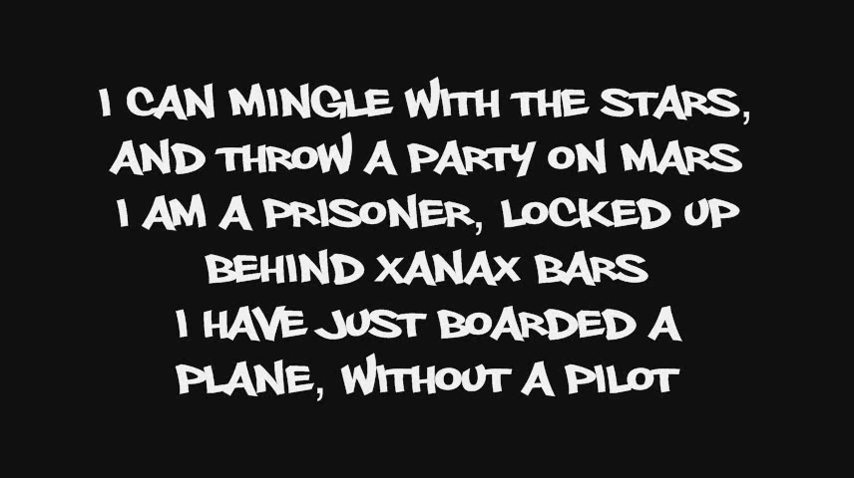 I CAN MINGLE WITH THE STARS,
AND THROW A PARTY ON MARS
I AM A PRISONER, LOCKED UP
BEHIND XANAX BARS
I HAVE JUST BOARDED A
PLANE, WITHOUT A PILOT